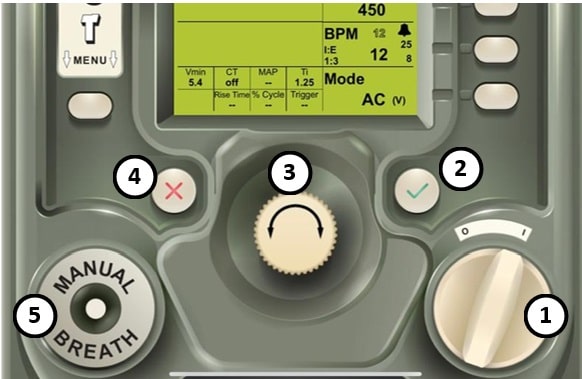 450
BPM 12
25
I:E
1:3 12 8
MENU
Vmin CT MAP Ti
5.4 off -- 1.25
Rise Time % Cycle Trigger
-- -- --
Mode
AC (V)
4
3
2
O I
MANUAL
BREATH
5
1